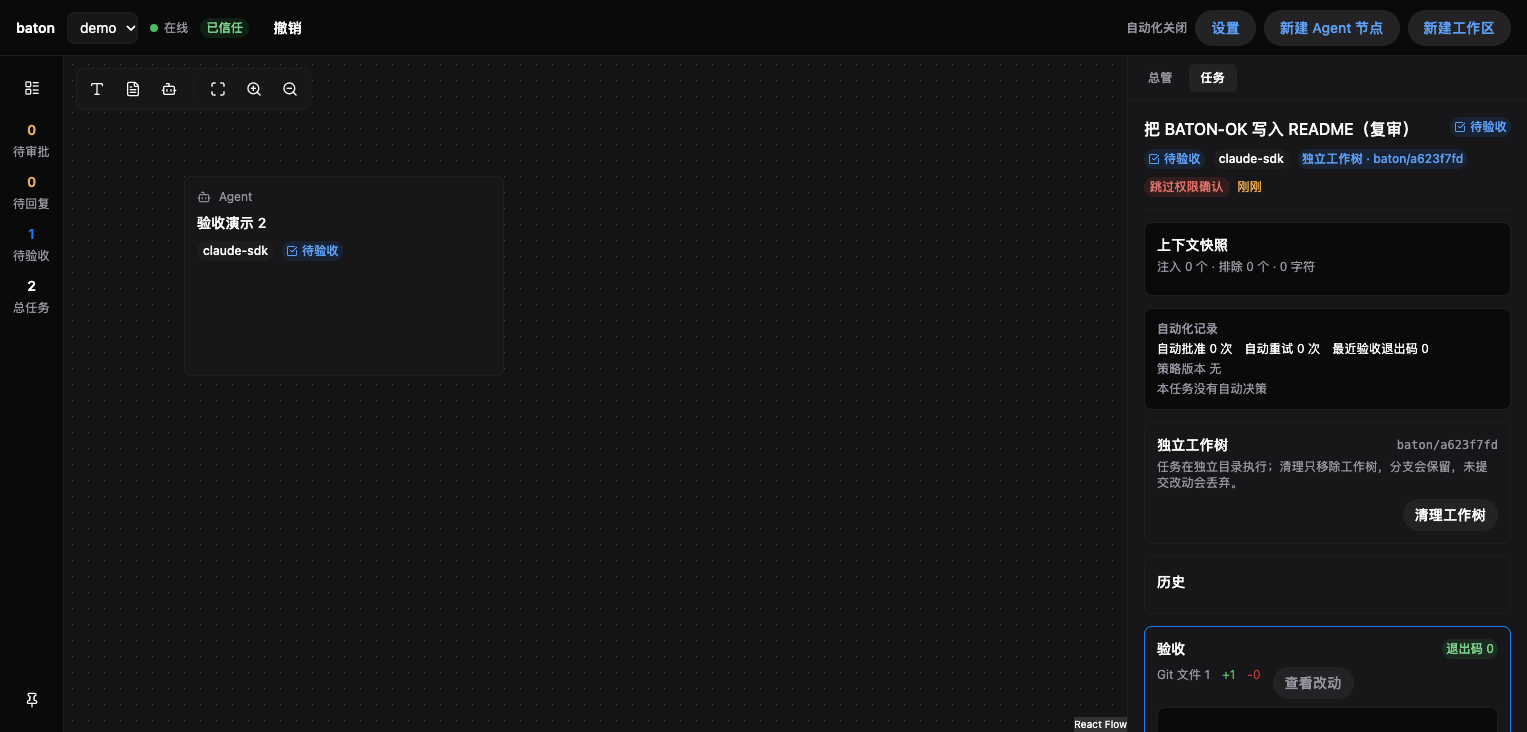 baton
demo
在线
已信任
撤销
自动化关闭
设置
新建 Agent 节点
新建工作区
0
待审批
0
待回复
1
待验收
2
总任务
Agent
验收演示 2
claude-sdk
待验收
React Flow
总管
任务
把 BATON-OK 写入 README（复审）
待验收
待验收
claude-sdk
独立工作树 · baton/a623f7fd
跳过权限确认
刚刚
上下文快照
注入 0 个 · 排除 0 个 · 0 字符
自动化记录
自动批准 0 次 自动重试 0 次 最近验收退出码 0
策略版本 无
本任务没有自动决策
独立工作树
baton/a623f7fd
任务在独立目录执行；清理只移除工作树，分支会保留，未提
交改动会丢弃。
清理工作树
历史
验收
退出码 0
Git 文件 1 +1 -0
查看改动